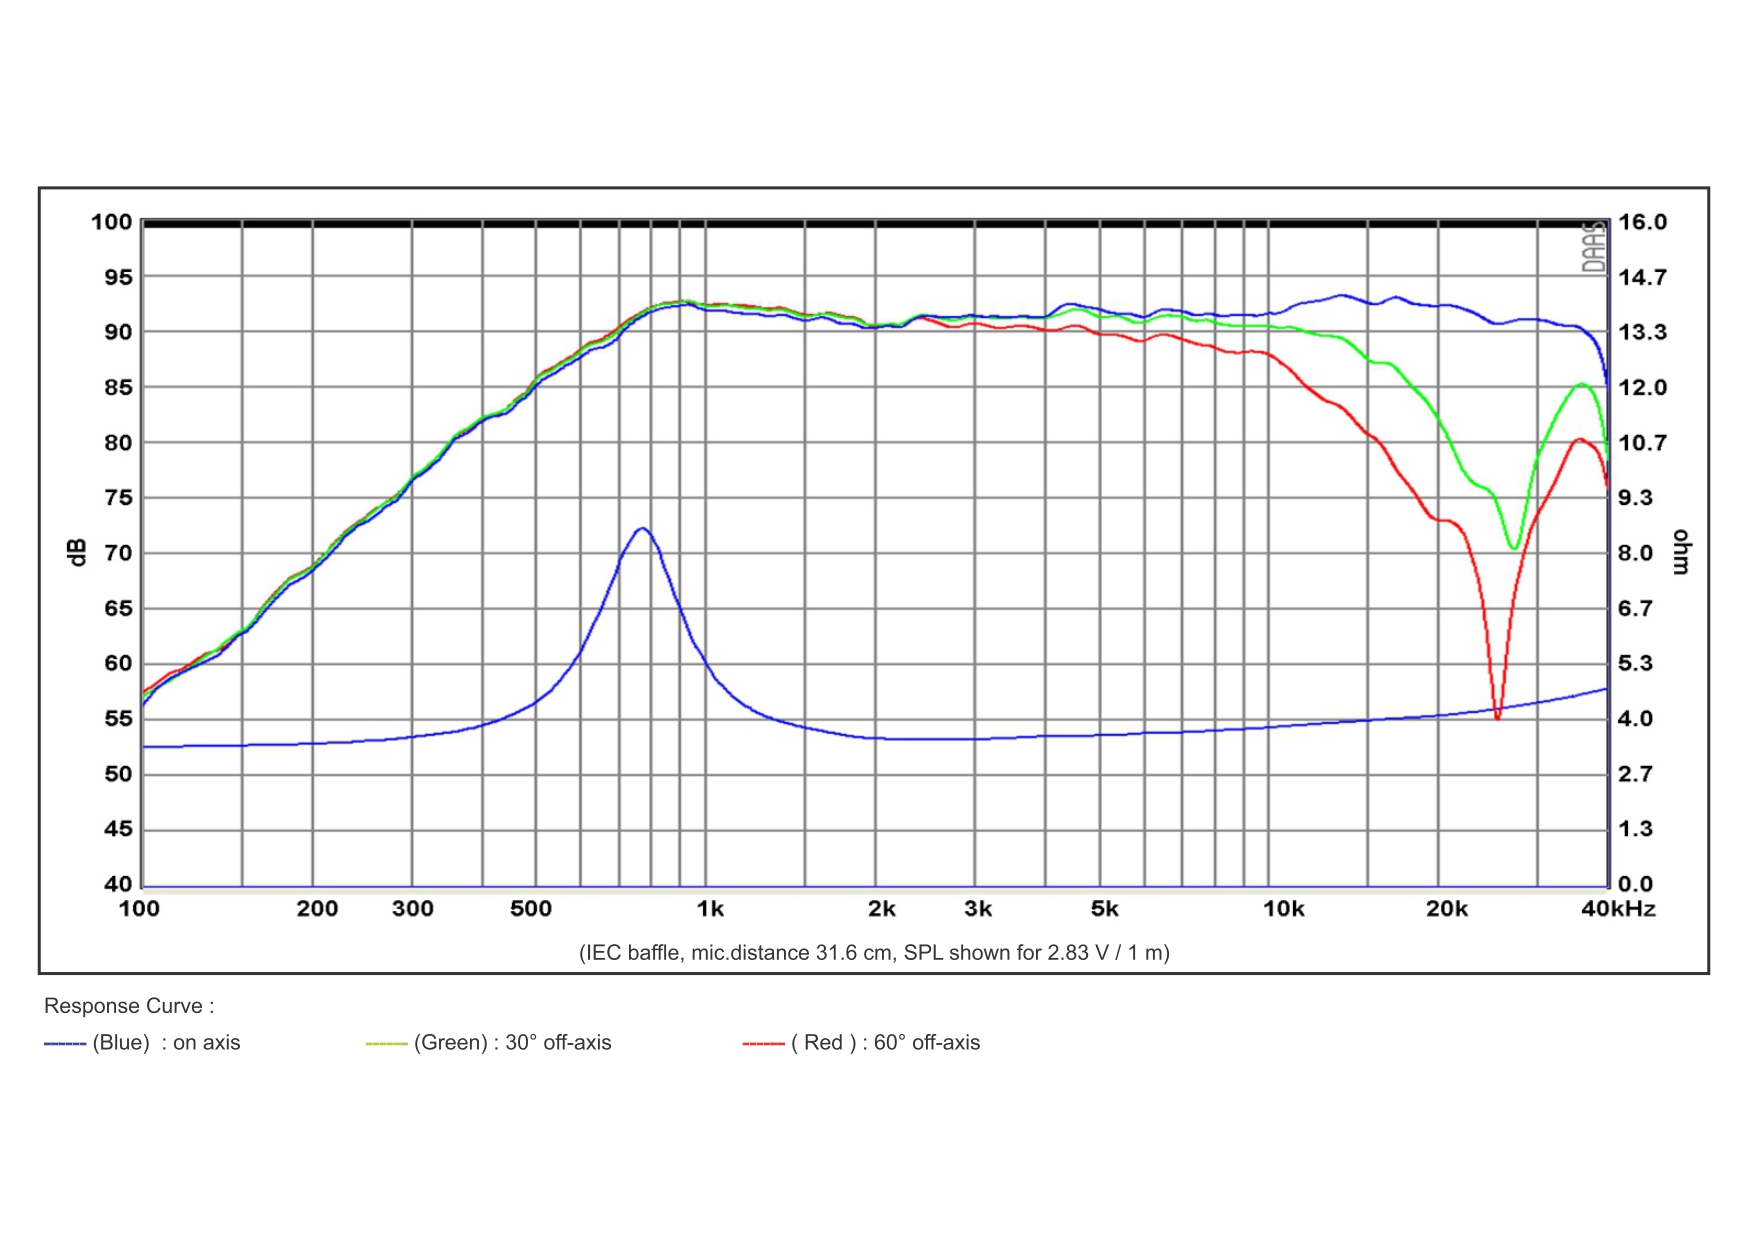 100 16.0
DAAS
95 14.7
90 13.3
85 12.0
80 10.7
75 9.3
dB 70 8.0 ohm
65 6.7
60 5.3
55 4.0
50 2.7
45 1.3
40 0.0
100 200 300 500 1k 2k 3k 5k 10k 20k 40kHz
(IEC baffle, mic.distance 31.6 cm, SPL shown for 2.83 V / 1 m)
Response Curve :
(Blue) : on axis (Green) : 30° off-axis ( Red ) : 60° off-axis